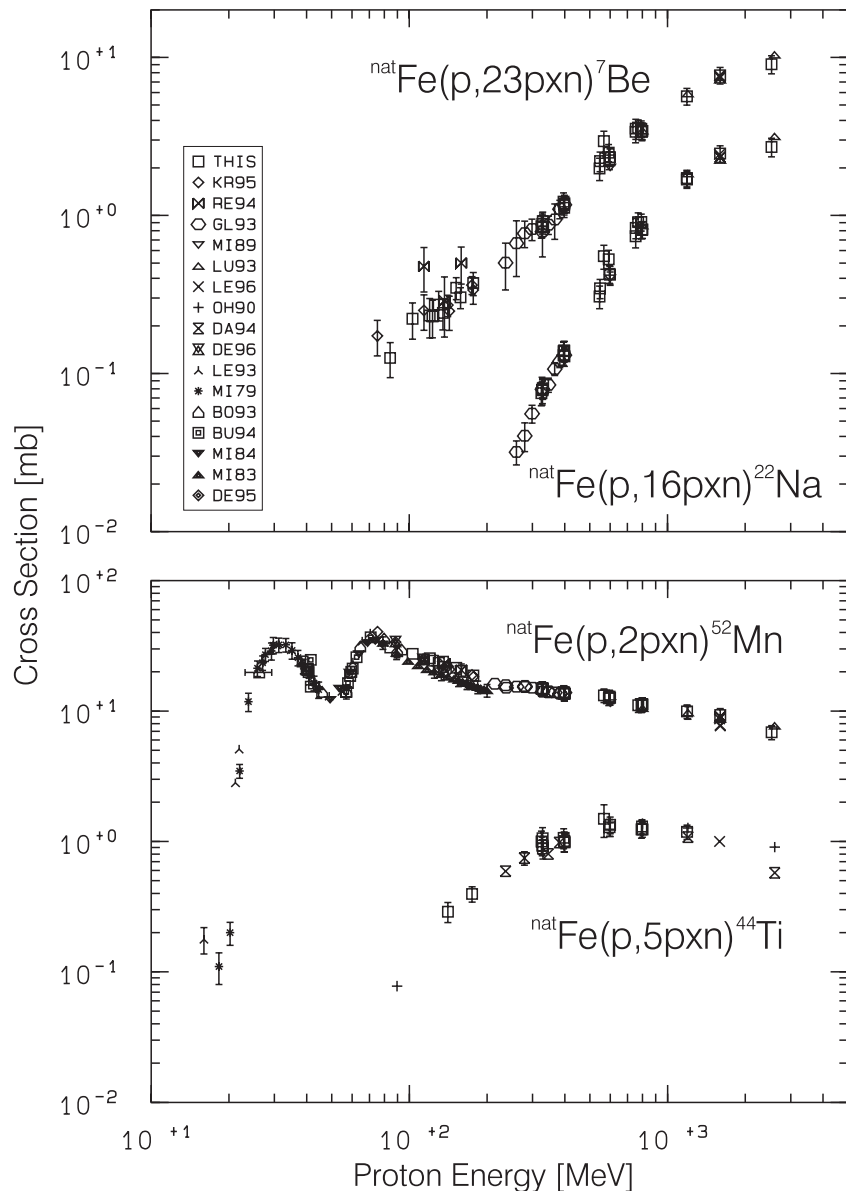 10 +1
natFe(p,23pxn)7Be
THIS
KR95
RE94
GL93
MI89
LU93
LE96
OH90
DA94
DE96
LE93
MI79
BO93
BU94
MI84
MI83
DE95
10 +0
10 -1
natFe(p,16pxn)22Na
10 -2
Cross Section [mb]
10 +2
natFe(p,2pxn)52Mn
10 +1
10 +0
natFe(p,5pxn)44Ti
10 -1
10 -2
10 +1
10 +2
10 +3
Proton Energy [MeV]